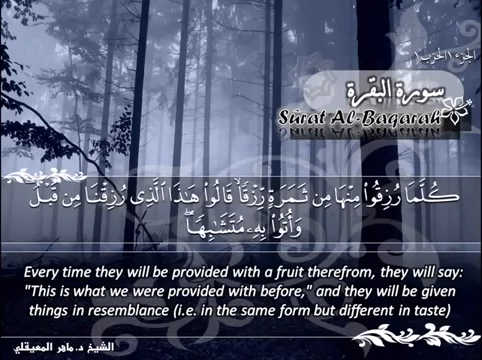 الجزء ١ الحزب ١
سورة البقرة
Sûrat Al-Baqarah
كُلَّمَا رُزِقُوا۟ مِنْهَا مِن ثَمَرَةٍ رِّزْقًا ۙ قَالُوا۟ هَٰذَا ٱلَّذِى رُزِقْنَا مِن قَبْلُ ۖ
وَأُتُوا۟ بِهِۦ مُتَشَٰبِهًا ۖ
Every time they will be provided with a fruit therefrom, they will say:
"This is what we were provided with before," and they will be given
things in resemblance (i.e. in the same form but different in taste)
الشيخ د. ماهر المعيقلي